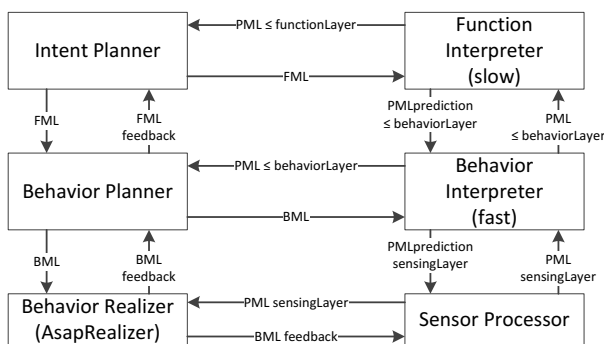 PML ≤ functionLayer
Intent Planner
Function
Interpreter
(slow)
FML
FML
FML
feedback
PMLprediction
≤ behaviorLayer
PML
≤ behaviorLayer
PML ≤ behaviorLayer
Behavior Planner
Behavior
Interpreter
(fast)
BML
BML
BML
feedback
PMLprediction
sensingLayer
PML
sensingLayer
Behavior Realizer
(AsapRealizer)
PML sensingLayer
BML feedback
Sensor Processor